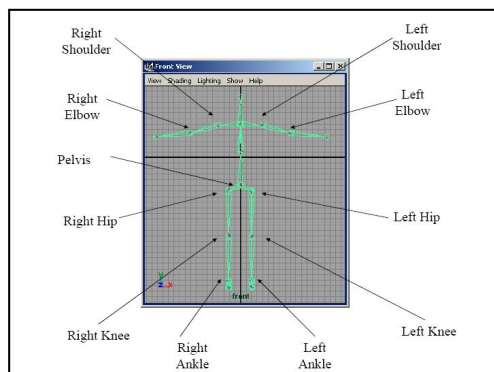 Right
Shoulder
Left
Shoulder
Front View
View Shading Lighting Show Help
Right
Elbow
Left
Elbow
Pelvis
Right Hip
Left Hip
y
z x
front
Right Knee
Left Knee
Right
Ankle
Left
Ankle